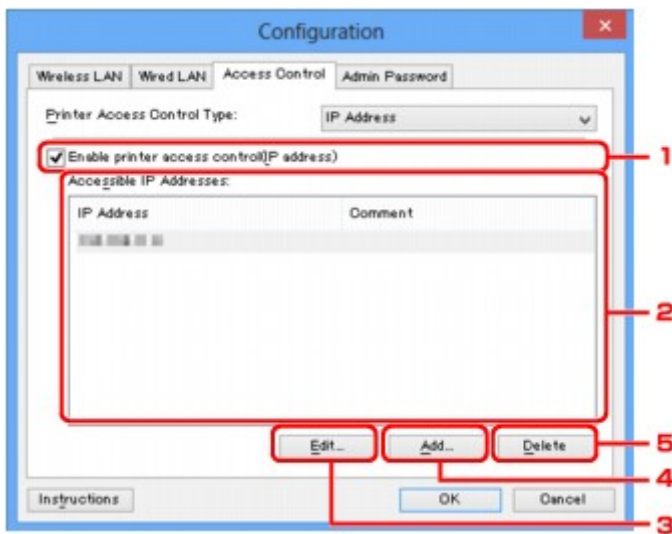 Configuration
Wireless LAN Wired LAN Access Control Admin Password
Printer Access Control Type: IP Address
Enable printer access control(IP address) 1
Accessible IP Addresses:
IP Address Comment
2
Edit... Add... Delete 5
4
Instructions OK Cancel
3